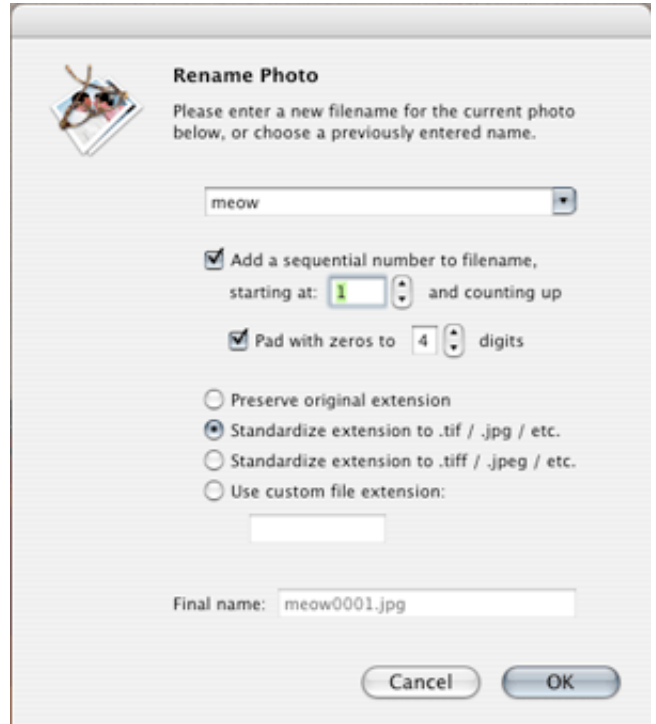 Rename Photo
Please enter a new filename for the current photo
below, or choose a previously entered name.
meow
Add a sequential number to filename,
starting at: 1 and counting up
Pad with zeros to 4 digits
Preserve original extension
Standardize extension to .tif / .jpg / etc.
Standardize extension to .tiff / .jpeg / etc.
Use custom file extension:
Final name: meow0001.jpg
Cancel OK